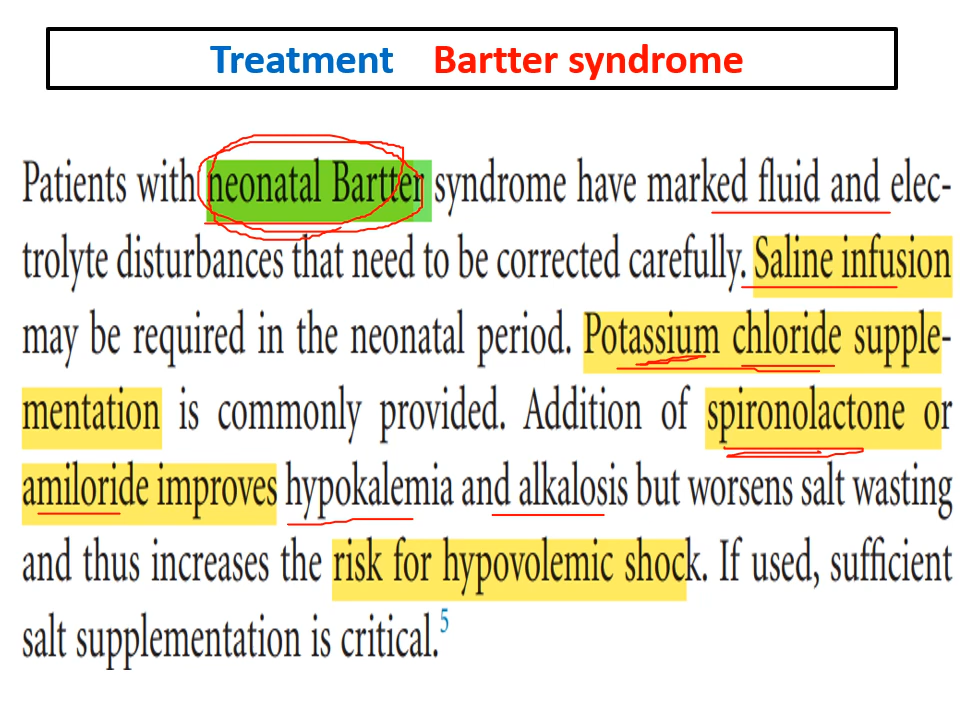 Treatment Bartter syndrome
Patients with neonatal Bartter syndrome have marked fluid and elec-
trolyte disturbances that need to be corrected carefully. Saline infusion
may be required in the neonatal period. Potassium chloride supple-
mentation is commonly provided. Addition of spironolactone or
amiloride improves hypokalemia and alkalosis but worsens salt wasting
and thus increases the risk for hypovolemic shock. If used, sufficient
salt supplementation is critical.5